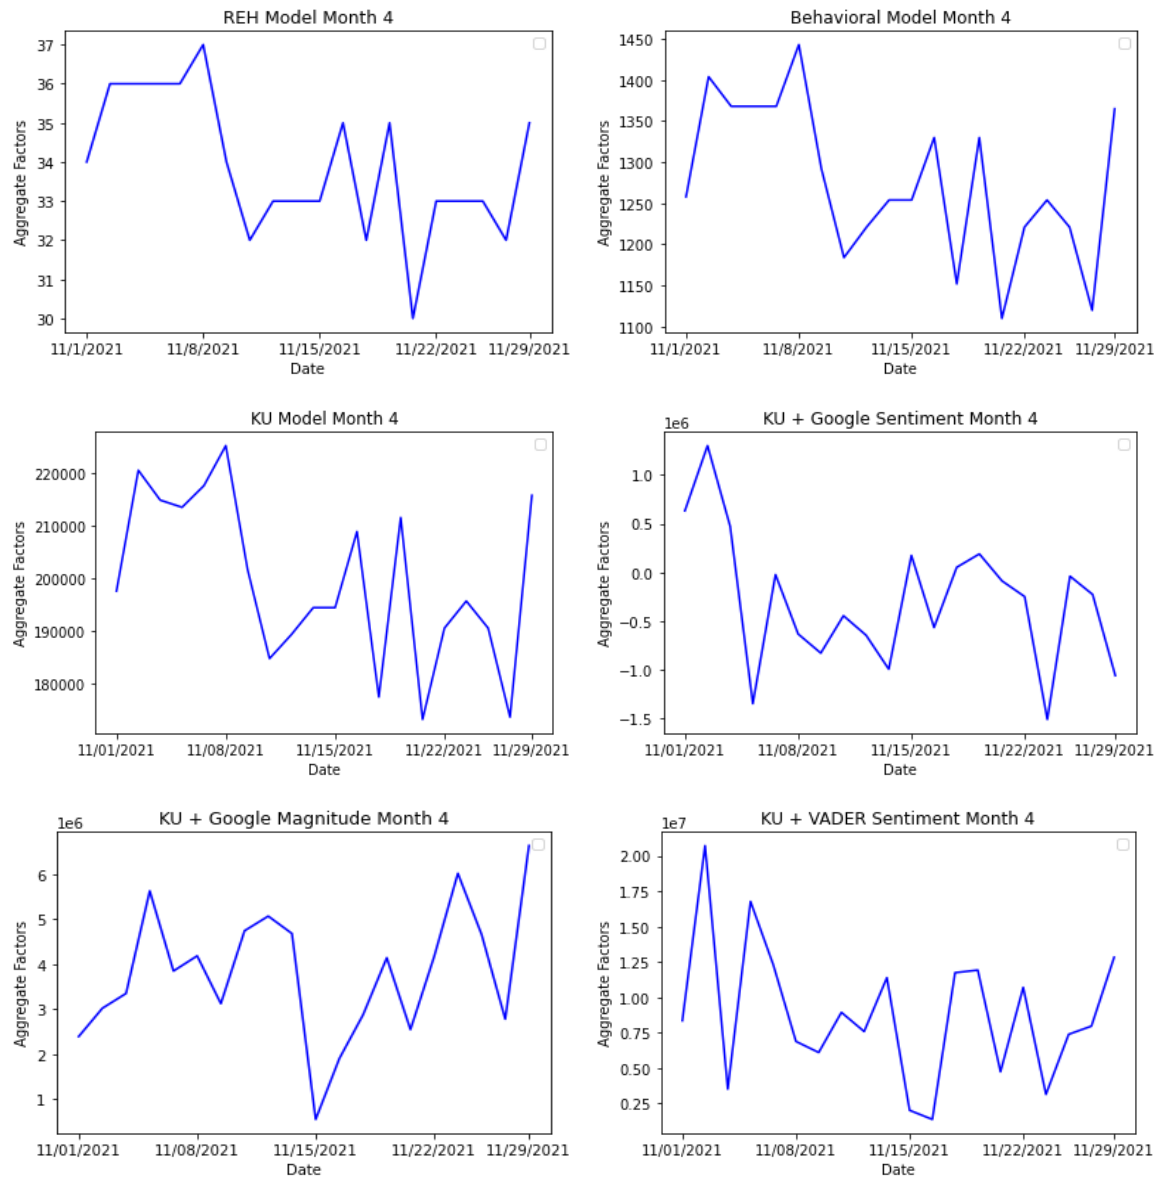 REH Model Month 4
Aggregate Factors
37
36
35
34
33
32
31
30
11/1/2021 11/8/2021 11/15/2021 11/22/2021 11/29/2021
Date
Behavioral Model Month 4
Aggregate Factors
1450
1400
1350
1300
1250
1200
1150
1100
11/1/2021 11/8/2021 11/15/2021 11/22/2021 11/29/2021
Date
KU Model Month 4
Aggregate Factors
220000
210000
200000
190000
180000
11/01/2021 11/08/2021 11/15/2021 11/22/2021 11/29/2021
Date
KU + Google Sentiment Month 4
1e6
Aggregate Factors
1.0
0.5
0.0
−0.5
−1.0
−1.5
11/01/2021 11/08/2021 11/15/2021 11/22/2021 11/29/2021
Date
KU + Google Magnitude Month 4
1e6
Aggregate Factors
6
5
4
3
2
1
11/01/2021 11/08/2021 11/15/2021 11/22/2021 11/29/2021
Date
KU + VADER Sentiment Month 4
1e7
Aggregate Factors
2.00
1.75
1.50
1.25
1.00
0.75
0.50
0.25
11/01/2021 11/08/2021 11/15/2021 11/22/2021 11/29/2021
Date